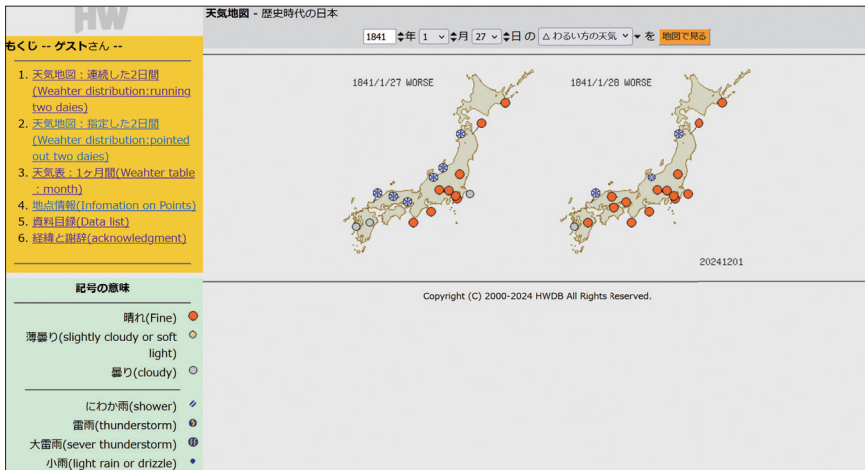 HW
もくじ -- ゲストさん --
1. 天気地図：連続した2日間
(Weahter distribution:running
two daies)
2. 天気地図：指定した2日間
(Weahter distribution:pointed
out two daies)
3. 天気表：1ヶ月間(Weahter table
: month)
4. 地点情報(Infomation on Points)
5. 資料目録(Data list)
6. 経緯と謝辞(acknowledgment)
記号の意味
晴れ(Fine)
薄曇り(slightly cloudy or soft
light)
曇り(cloudy)
にわか雨(shower)
雷雨(thunderstorm)
大雷雨(sever thunderstorm)
小雨(light rain or drizzle)
天気地図 - 歴史時代の日本
1841 年 1 月 27 日 の △ わるい方の天気 を 地図で見る
1841/1/27 WORSE
1841/1/28 WORSE
20241201
Copyright (C) 2000-2024 HWDB All Rights Reserved.